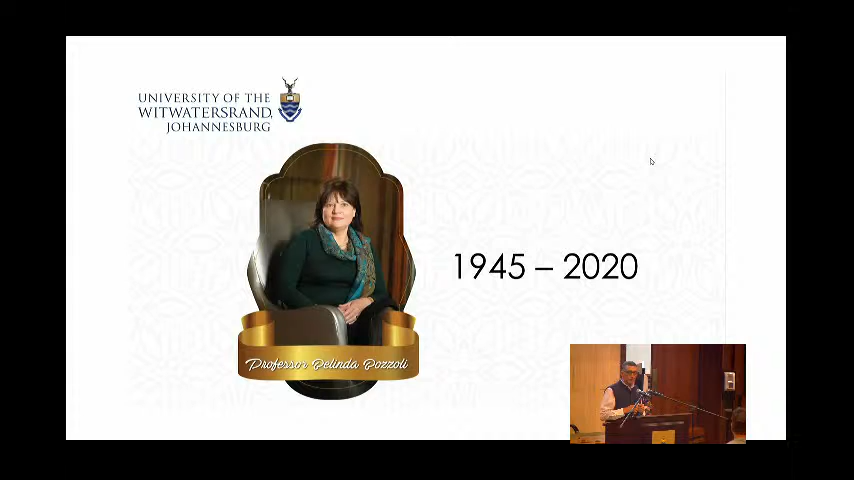 UNIVERSITY OF THE
WITWATERSRAND,
JOHANNESBURG
1945 – 2020
Professor Belinda Bozzoli